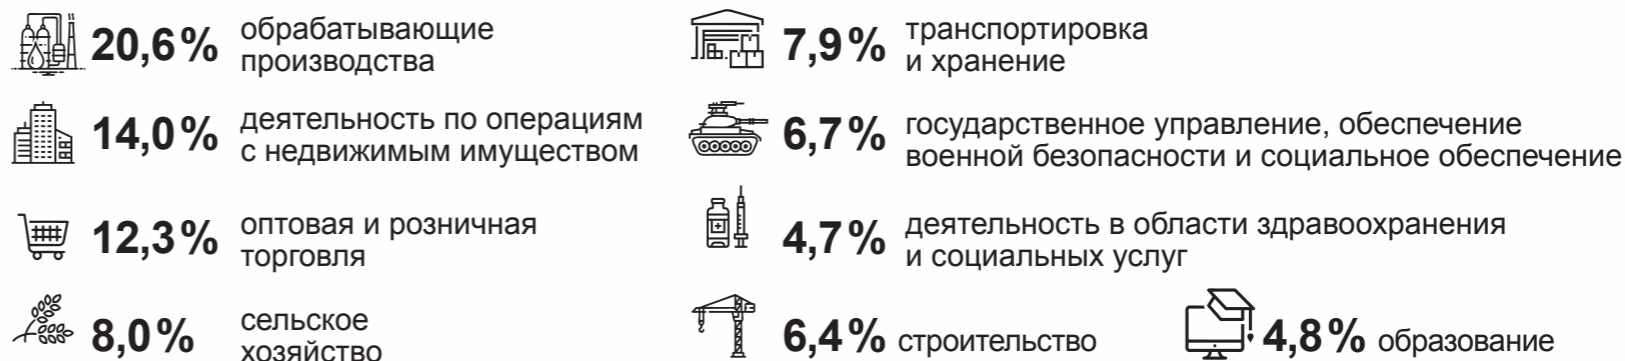 20,6%
обрабатывающие
производства
14,0%
деятельность по операциям
с недвижимым имуществом
12,3%
оптовая и розничная
торговля
8,0%
сельское
хозяйство
7,9%
транспортировка
и хранение
6,7%
государственное управление, обеспечение
военной безопасности и социальное обеспечение
4,7%
деятельность в области здравоохранения
и социальных услуг
6,4% строительство
4,8% образование